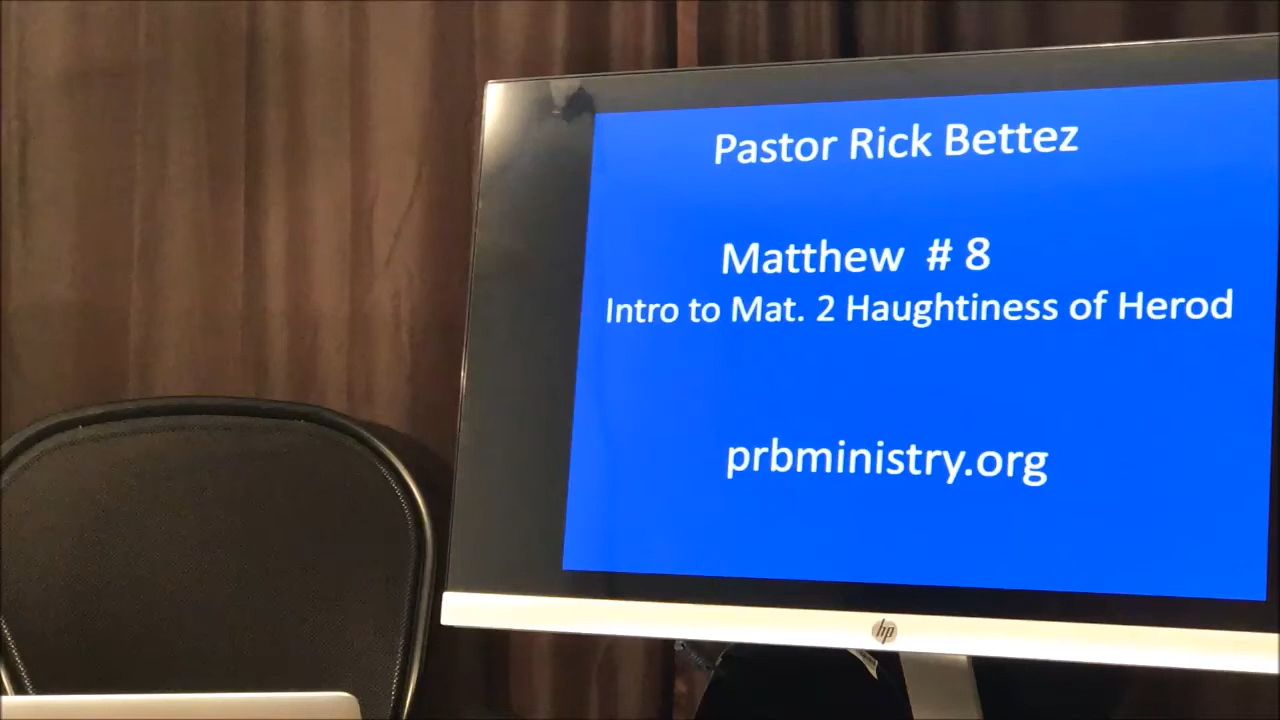 Pastor Rick Bettez
Matthew # 8
Intro to Mat. 2 Haughtiness of Herod
prbministry.org
hp